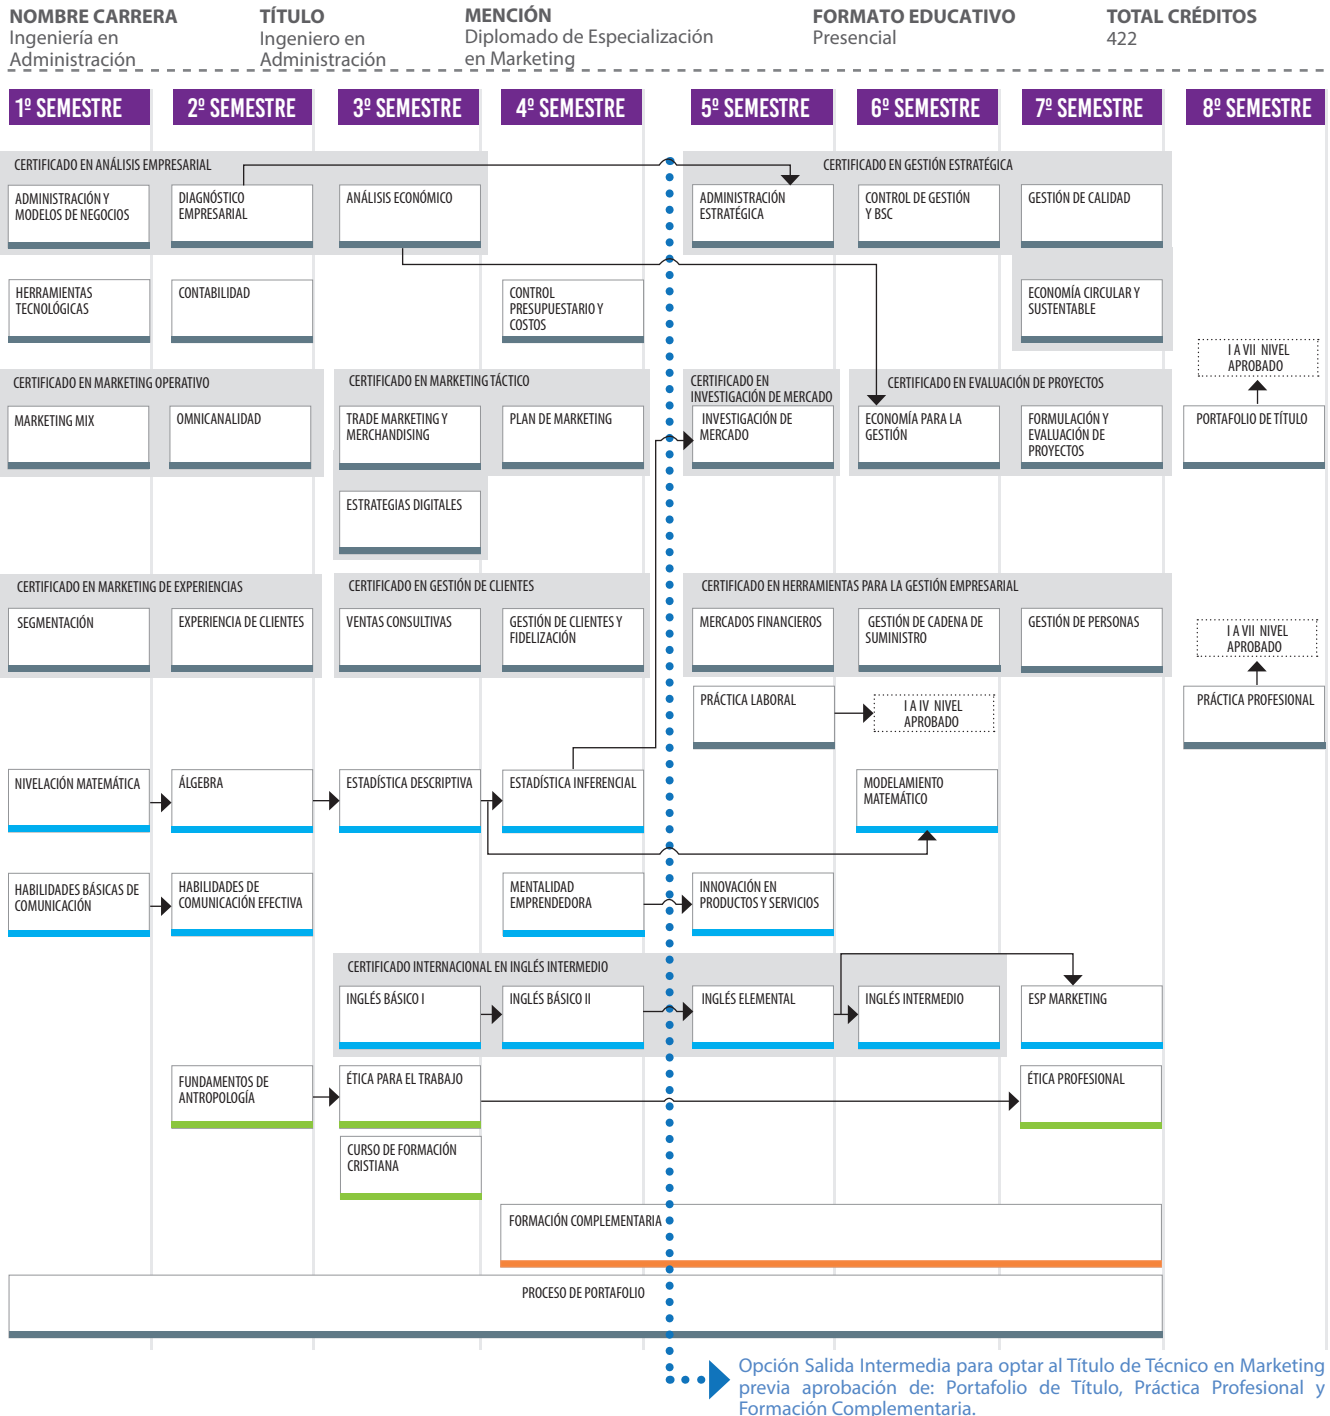 NOMBRE CARRERA
Ingeniería en
Administración
TÍTULO
Ingeniero en
Administración
MENCIÓN
Diplomado de Especialización
en Marketing
FORMATO EDUCATIVO
Presencial
TOTAL CRÉDITOS
422
1º SEMESTRE
2º SEMESTRE
3º SEMESTRE
4º SEMESTRE
5º SEMESTRE
6º SEMESTRE
7º SEMESTRE
8º SEMESTRE
CERTIFICADO EN ANÁLISIS EMPRESARIAL
CERTIFICADO EN GESTIÓN ESTRATÉGICA
ADMINISTRACIÓN Y
MODELOS DE NEGOCIOS
DIAGNÓSTICO
EMPRESARIAL
ANÁLISIS ECONÓMICO
ADMINISTRACIÓN
ESTRATÉGICA
CONTROL DE GESTIÓN
Y BSC
GESTIÓN DE CALIDAD
HERRAMIENTAS
TECNOLÓGICAS
CONTABILIDAD
CONTROL
PRESUPUESTARIO Y
COSTOS
ECONOMÍA CIRCULAR Y
SUSTENTABLE
I A VII NIVEL
APROBADO
CERTIFICADO EN MARKETING OPERATIVO
CERTIFICADO EN MARKETING TÁCTICO
CERTIFICADO EN
INVESTIGACIÓN DE MERCADO
CERTIFICADO EN EVALUACIÓN DE PROYECTOS
MARKETING MIX
OMNICANALIDAD
TRADE MARKETING Y
MERCHANDISING
PLAN DE MARKETING
INVESTIGACIÓN DE
MERCADO
ECONOMÍA PARA LA
GESTIÓN
FORMULACIÓN Y
EVALUACIÓN DE
PROYECTOS
PORTAFOLIO DE TÍTULO
ESTRATEGIAS DIGITALES
CERTIFICADO EN MARKETING DE EXPERIENCIAS
CERTIFICADO EN GESTIÓN DE CLIENTES
CERTIFICADO EN HERRAMIENTAS PARA LA GESTIÓN EMPRESARIAL
SEGMENTACIÓN
EXPERIENCIA DE CLIENTES
VENTAS CONSULTIVAS
GESTIÓN DE CLIENTES Y
FIDELIZACIÓN
MERCADOS FINANCIEROS
GESTIÓN DE CADENA DE
SUMINISTRO
GESTIÓN DE PERSONAS
I A VII NIVEL
APROBADO
PRÁCTICA LABORAL
I A IV NIVEL
APROBADO
PRÁCTICA PROFESIONAL
NIVELACIÓN MATEMÁTICA
ÁLGEBRA
ESTADÍSTICA DESCRIPTIVA
ESTADÍSTICA INFERENCIAL
MODELAMIENTO
MATEMÁTICO
HABILIDADES BÁSICAS DE
COMUNICACIÓN
HABILIDADES DE
COMUNICACIÓN EFECTIVA
MENTALIDAD
EMPRENDEDORA
INNOVACIÓN EN
PRODUCTOS Y SERVICIOS
CERTIFICADO INTERNACIONAL EN INGLÉS INTERMEDIO
INGLÉS BÁSICO I
INGLÉS BÁSICO II
INGLÉS ELEMENTAL
INGLÉS INTERMEDIO
ESP MARKETING
FUNDAMENTOS DE
ANTROPOLOGÍA
ÉTICA PARA EL TRABAJO
ÉTICA PROFESIONAL
CURSO DE FORMACIÓN
CRISTIANA
FORMACIÓN COMPLEMENTARIA
PROCESO DE PORTAFOLIO
Opción Salida Intermedia para optar al Título de Técnico en Marketing
previa aprobación de: Portafolio de Título, Práctica Profesional y
Formación Complementaria.